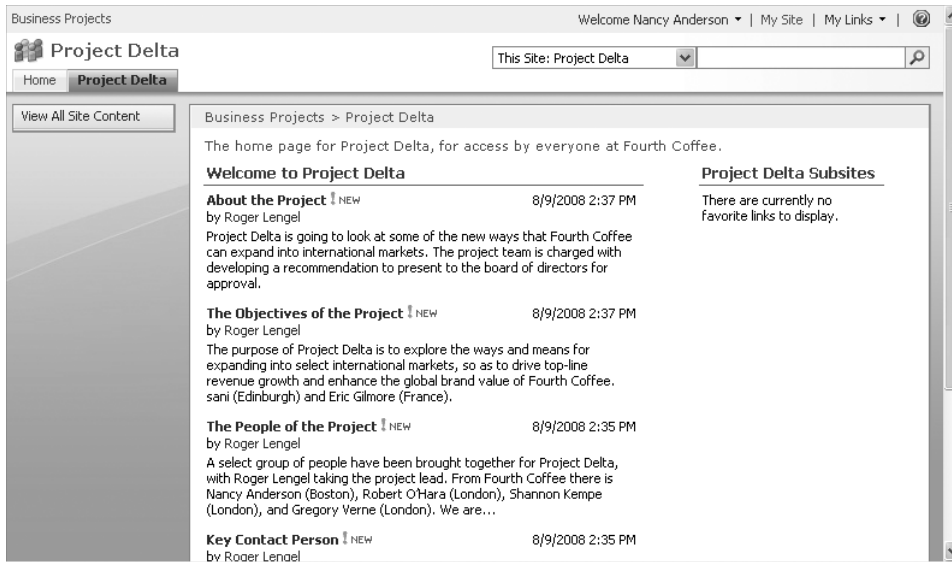 Business Projects
Welcome Nancy Anderson | My Site | My Links |
Project Delta
This Site: Project Delta
Home Project Delta
View All Site Content
Business Projects > Project Delta
The home page for Project Delta, for access by everyone at Fourth Coffee.
Welcome to Project Delta
Project Delta Subsites
About the Project ! NEW 8/9/2008 2:37 PM
by Roger Lengel
There are currently no
favorite links to display.
Project Delta is going to look at some of the new ways that Fourth Coffee
can expand into international markets. The project team is charged with
developing a recommendation to present to the board of directors for
approval.
The Objectives of the Project ! NEW 8/9/2008 2:37 PM
by Roger Lengel
The purpose of Project Delta is to explore the ways and means for
expanding into select international markets, so as to drive top-line
revenue growth and enhance the global brand value of Fourth Coffee.
sani (Edinburgh) and Eric Gilmore (France).
The People of the Project ! NEW 8/9/2008 2:35 PM
by Roger Lengel
A select group of people have been brought together for Project Delta,
with Roger Lengel taking the project lead. From Fourth Coffee there is
Nancy Anderson (Boston), Robert O'Hara (London), Shannon Kempe
(London), and Gregory Verne (London). We are...
Key Contact Person ! NEW 8/9/2008 2:35 PM
by Roger Lengel